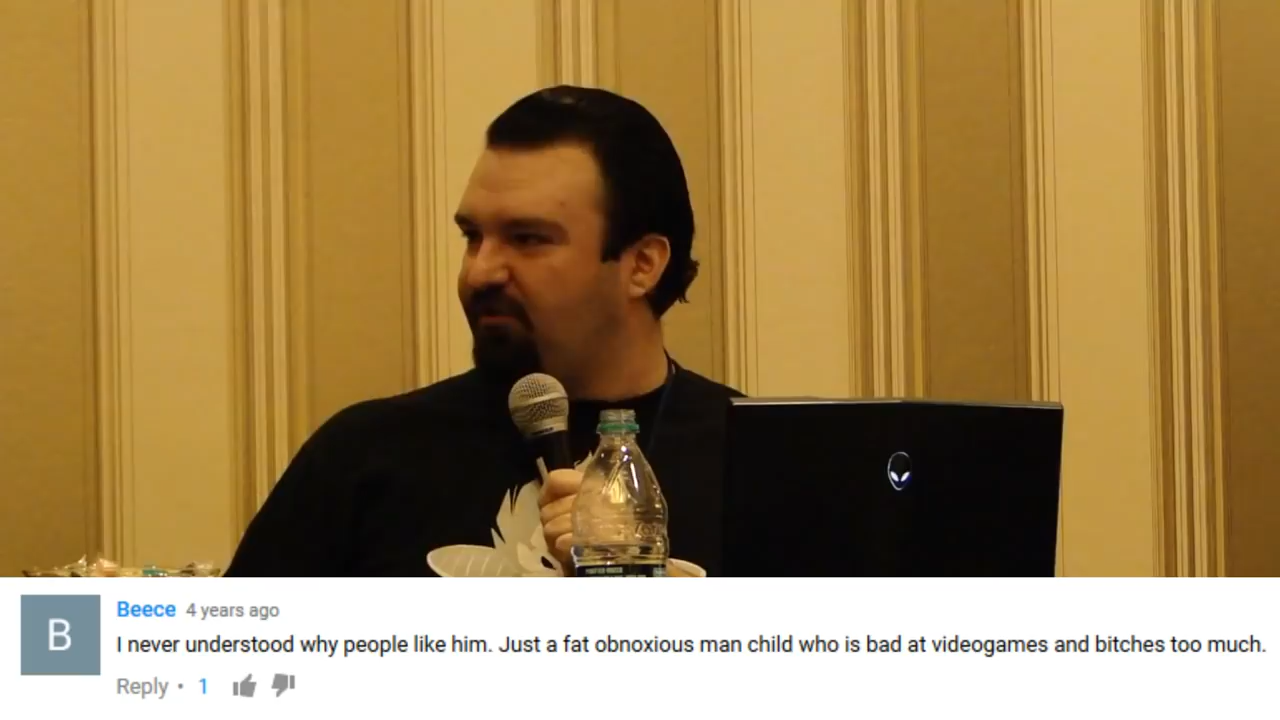 Beece 4 years ago
I never understood why people like him. Just a fat obnoxious man child who is bad at videogames and bitches too much.
Reply • 1
B